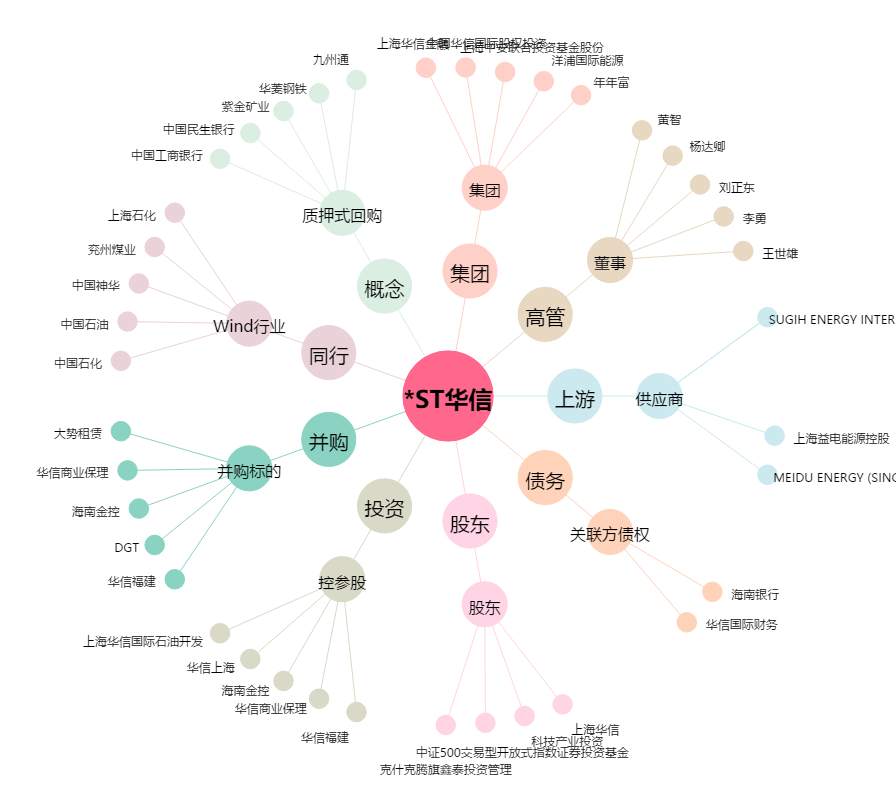 *ST华信
集团
集团
上海华信金融
上海中安联合投资基金股份
洋浦国际能源
年年富
高管
董事
黄智
杨达卿
刘正东
李勇
王世雄
上游
供应商
SUGIH ENERGY INTER
上海益电能源控股
MEIDU ENERGY (SING
债务
关联方债权
海南银行
华信国际财务
股东
股东
上海华信
科技产业投资
中证500交易型开放式指数证券投资基金
克什克腾旗鑫泰投资管理
投资
控参股
上海华信国际石油开发
华信上海
海南金控
华信商业保理
华信福建
并购
并购标的
大势租赁
华信商业保理
海南金控
DGT
华信福建
同行
Wind行业
上海石化
兖州煤业
中国神华
中国石油
中国石化
概念
质押式回购
九州通
华菱钢铁
紫金矿业
中国民生银行
中国工商银行